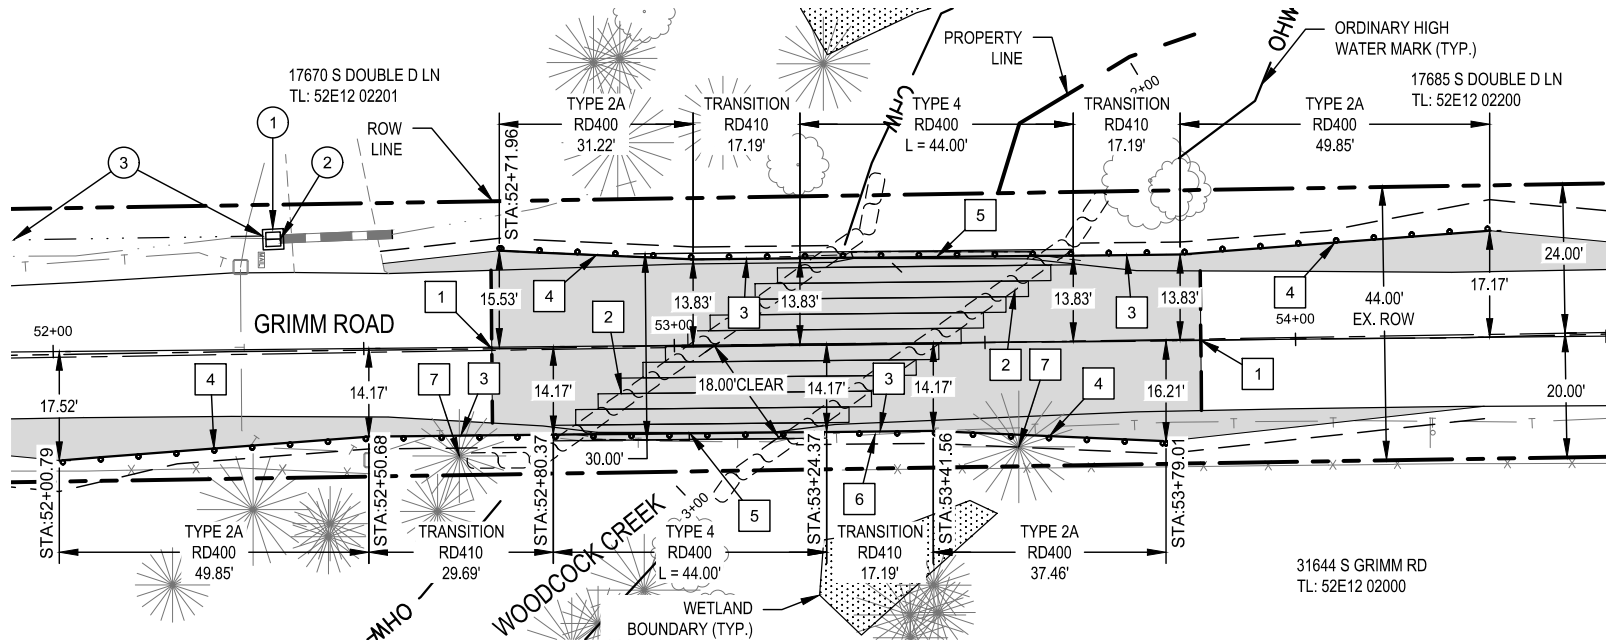 17670 S DOUBLE D LN
TL: 52E12 02201
ROW
LINE
1
2
3
STA:52+71.96
TYPE 2A
RD400
31.22'
TRANSITION
RD410
17.19'
TYPE 4
RD400
L = 44.00'
TRANSITION
RD410
17.19'
TYPE 2A
RD400
49.85'
PROPERTY
LINE
OHW
OHW
ORDINARY HIGH
WATER MARK (TYP.)
17685 S DOUBLE D LN
TL: 52E12 02200
5
4
3
3
4
1
2
2
15.53'
13.83'
13.83'
13.83'
13.83'
17.17'
24.00'
44.00'
EX. ROW
52+00
GRIMM ROAD
53+00
54+00
4
7
3
3
7
4
1
17.52'
14.17'
14.17'
18.00'CLEAR
14.17'
14.17'
16.21'
20.00'
30.00'
5
6
STA:52+00.79
STA:52+50.68
STA:52+80.37
STA:53+24.37
STA:53+41.56
STA:53+79.01
3+00
TYPE 2A
RD400
49.85'
TRANSITION
RD410
29.69'
TYPE 4
RD400
L = 44.00'
TRANSITION
RD410
17.19'
TYPE 2A
RD400
37.46'
WOODCOCK CREEK
OHW
WETLAND
BOUNDARY (TYP.)
31644 S GRIMM RD
TL: 52E12 02000